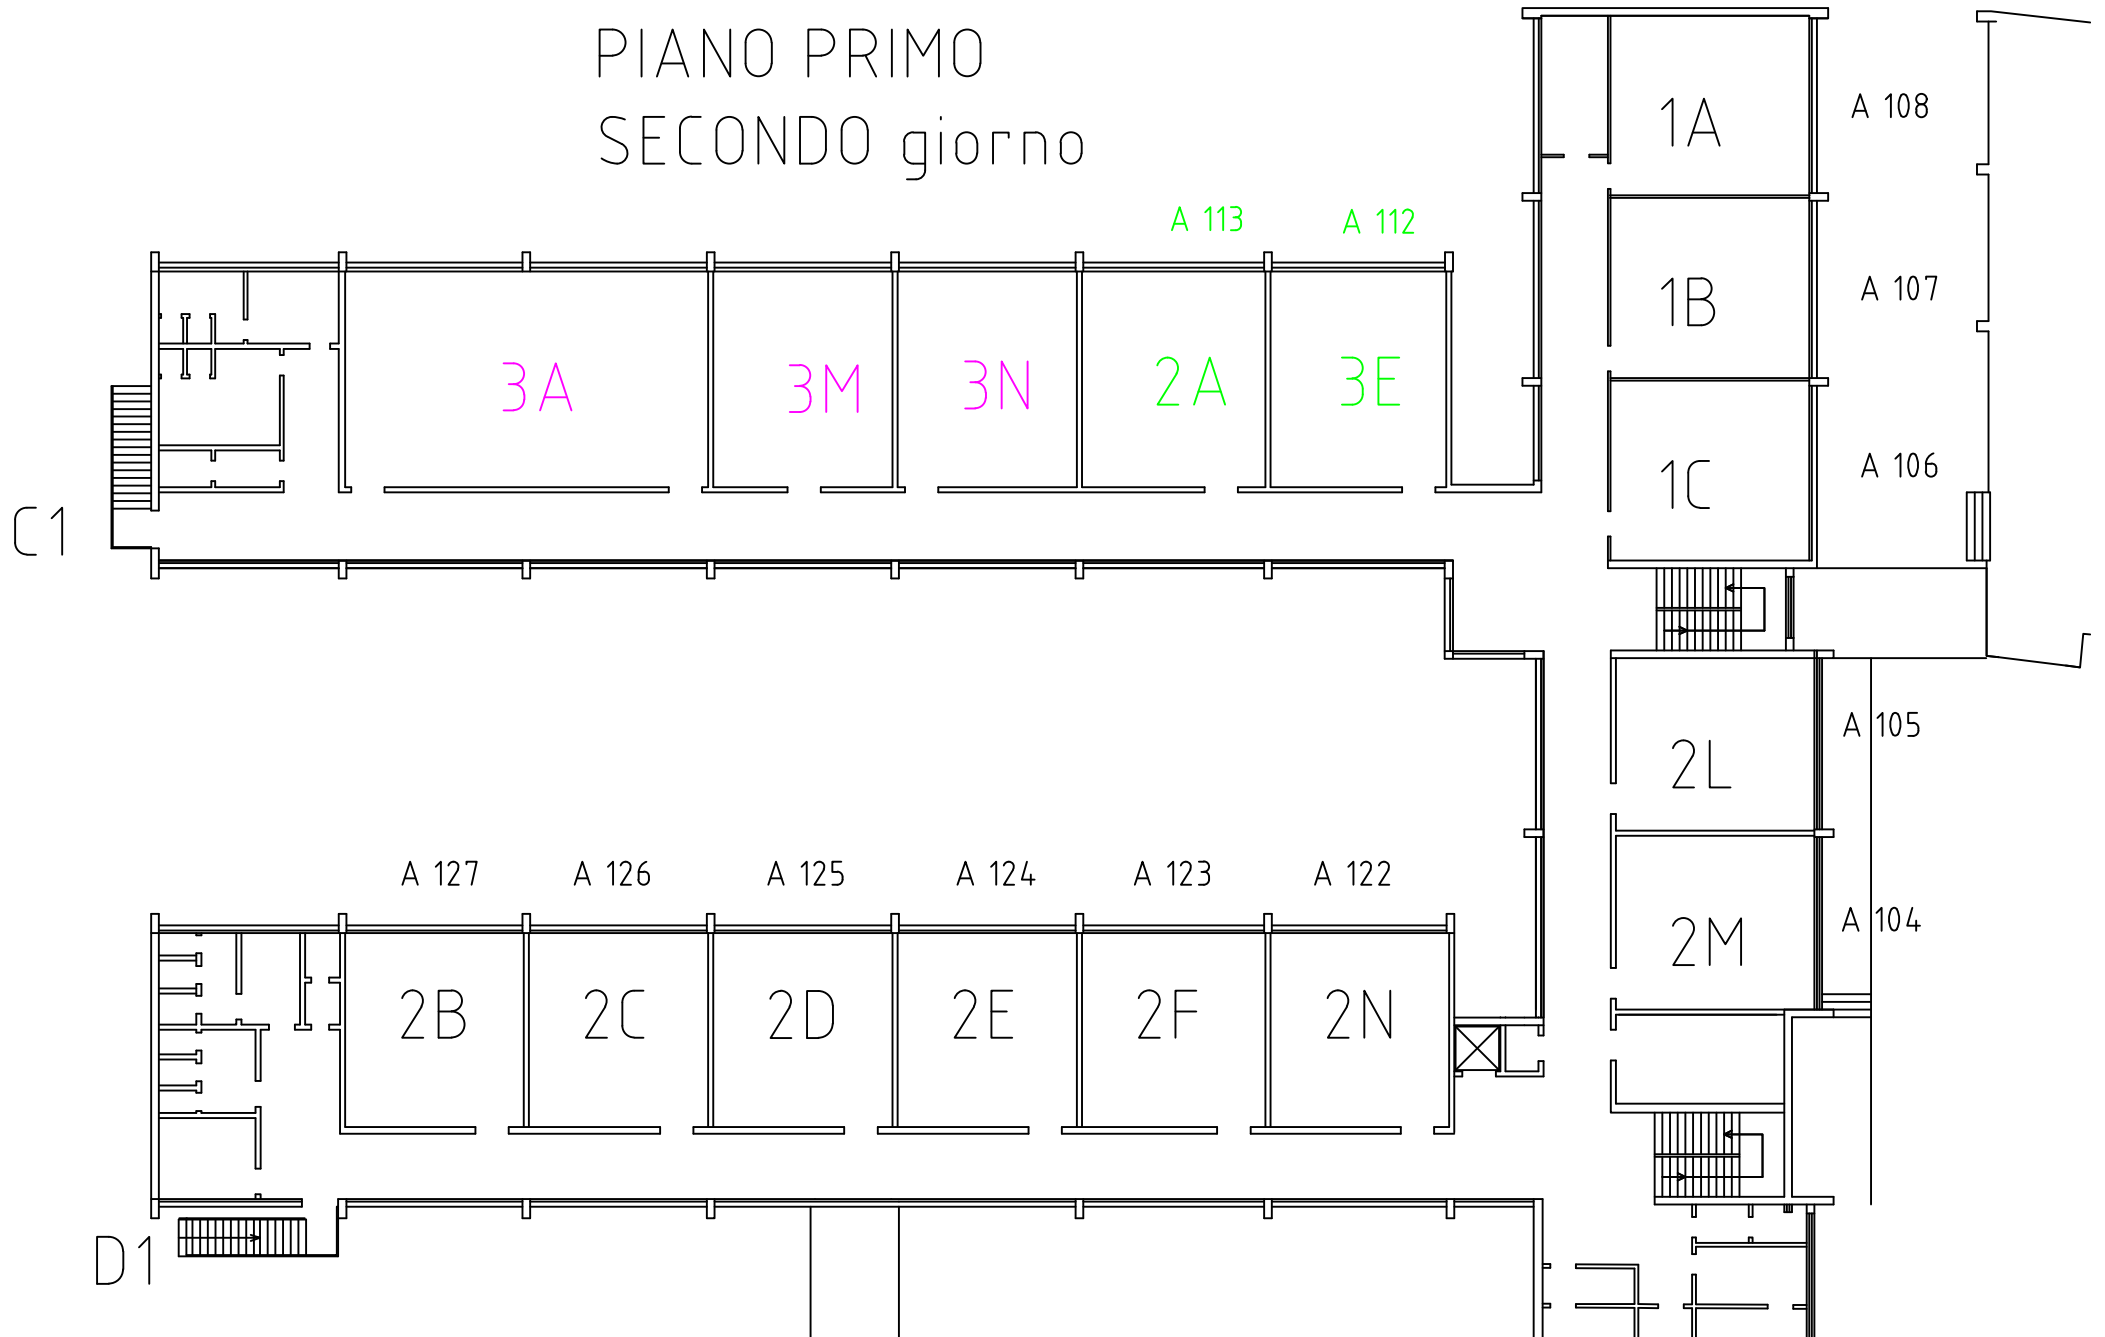 PIANO PRIMO
SECONDO giorno
A 108
1A
A 113
A 112
A 107
1B
3A
3M
3N
2A
3E
A 106
1C
C1
A 105
2L
A 127
A 126
A 125
A 124
A 123
A 122
A 104
2M
2B
2C
2D
2E
2F
2N
D1